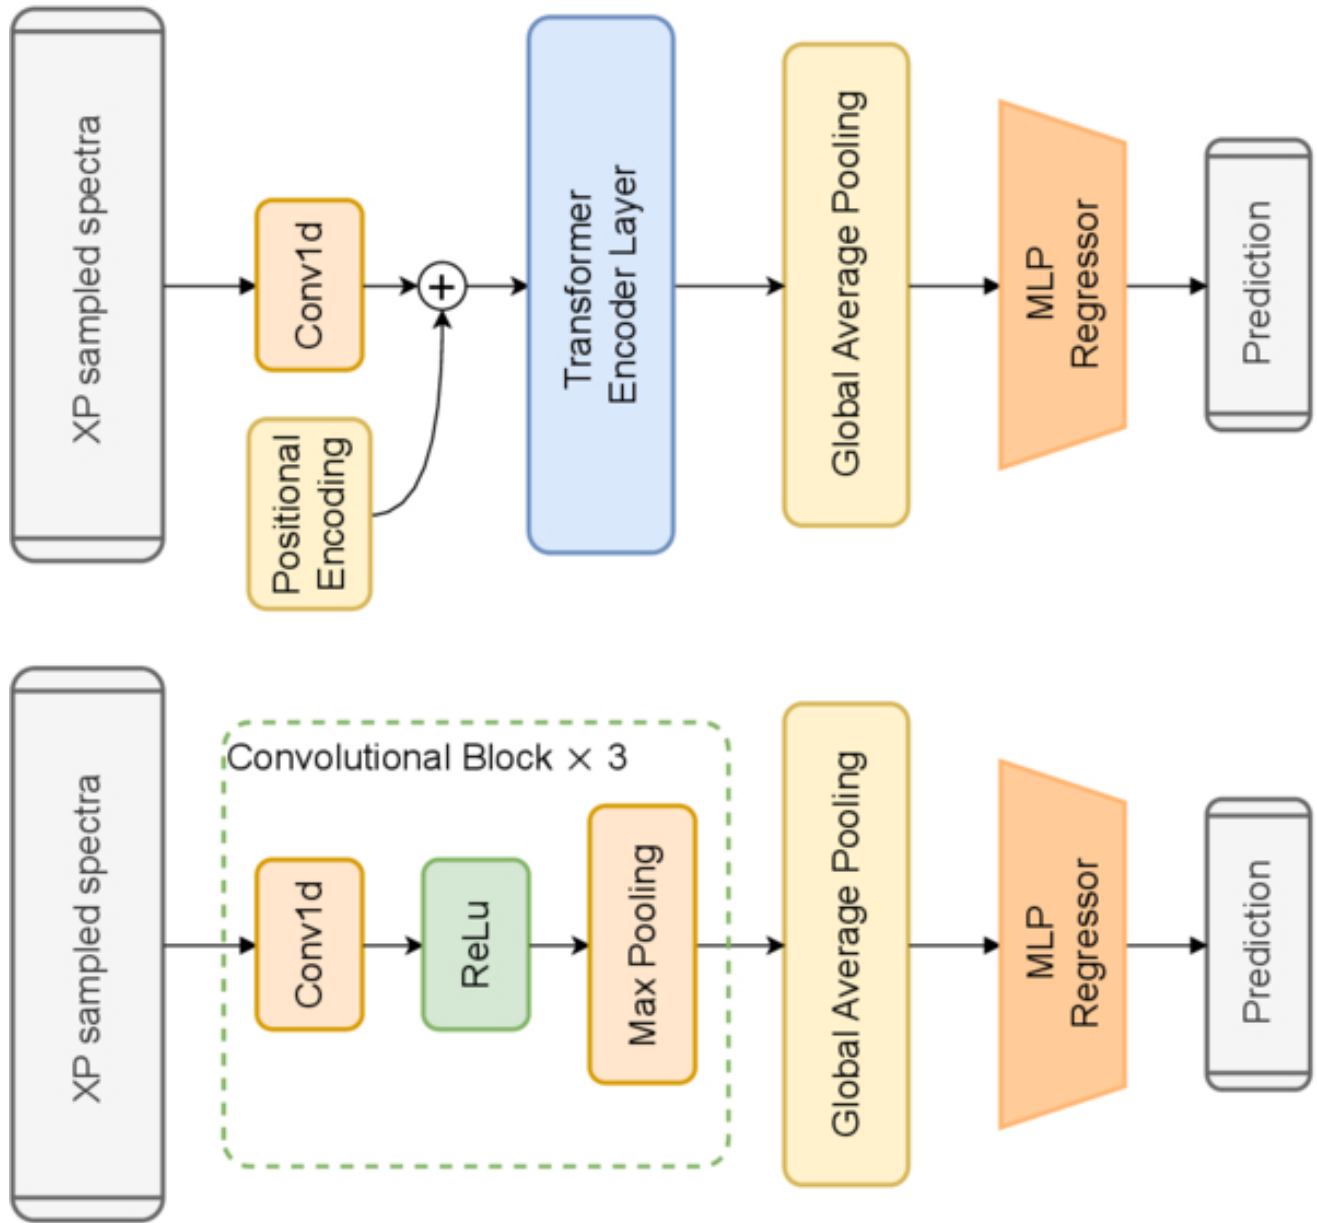 XP sampled spectra
Conv1d
Positional
Encoding
+
Transformer
Encoder Layer
Global Average Pooling
MLP
Regressor
Prediction
XP sampled spectra
Convolutional Block × 3
Conv1d
ReLu
Max Pooling
Global Average Pooling
MLP
Regressor
Prediction